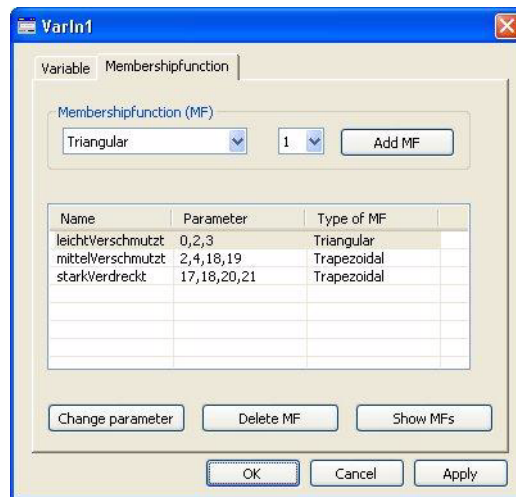 VarIn1
Variable Membershipfunction
Membershipfunction (MF)
Triangular 1 Add MF
Name Parameter Type of MF
leichtVerschmutzt 0,2,3 Triangular
mittelVerschmutzt 2,4,18,19 Trapezoidal
starkVerdreckt 17,18,20,21 Trapezoidal
Change parameter Delete MF Show MFs
OK Cancel Apply